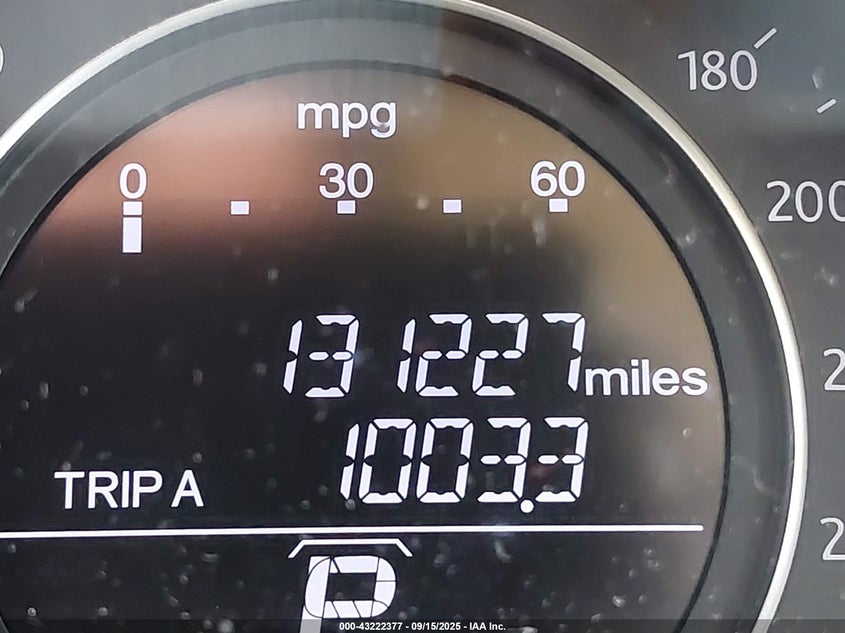 mpg
180
0 30 60
200
131227 miles
TRIP A 1003.3
P
000-43222377 - 09/15/2025 - IAA Inc.